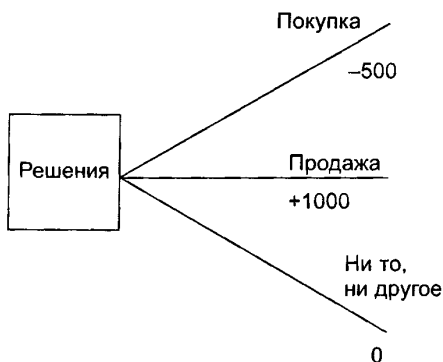 Покупка
–500
Решения
Продажа
+1000
Ни то,
ни другое
0